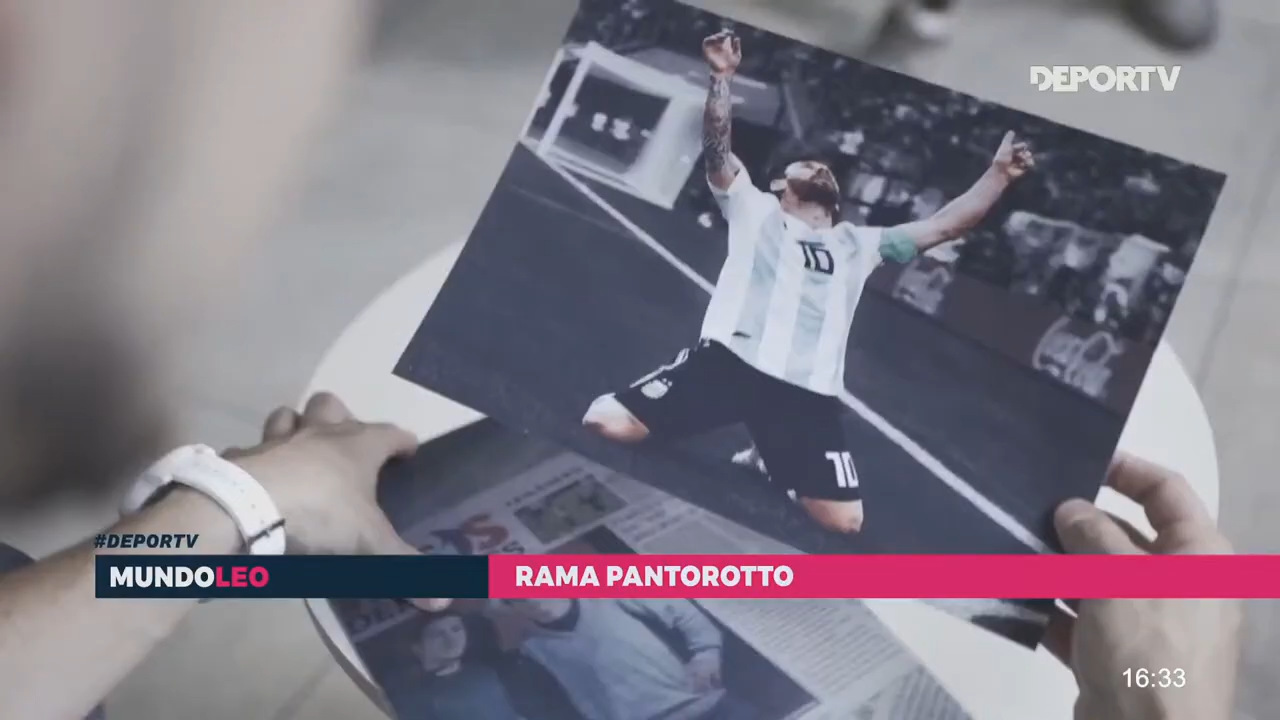 DEPORTV
10
10
#DEPORTV
MUNDOLEO
RAMA PANTOROTTO
16:33